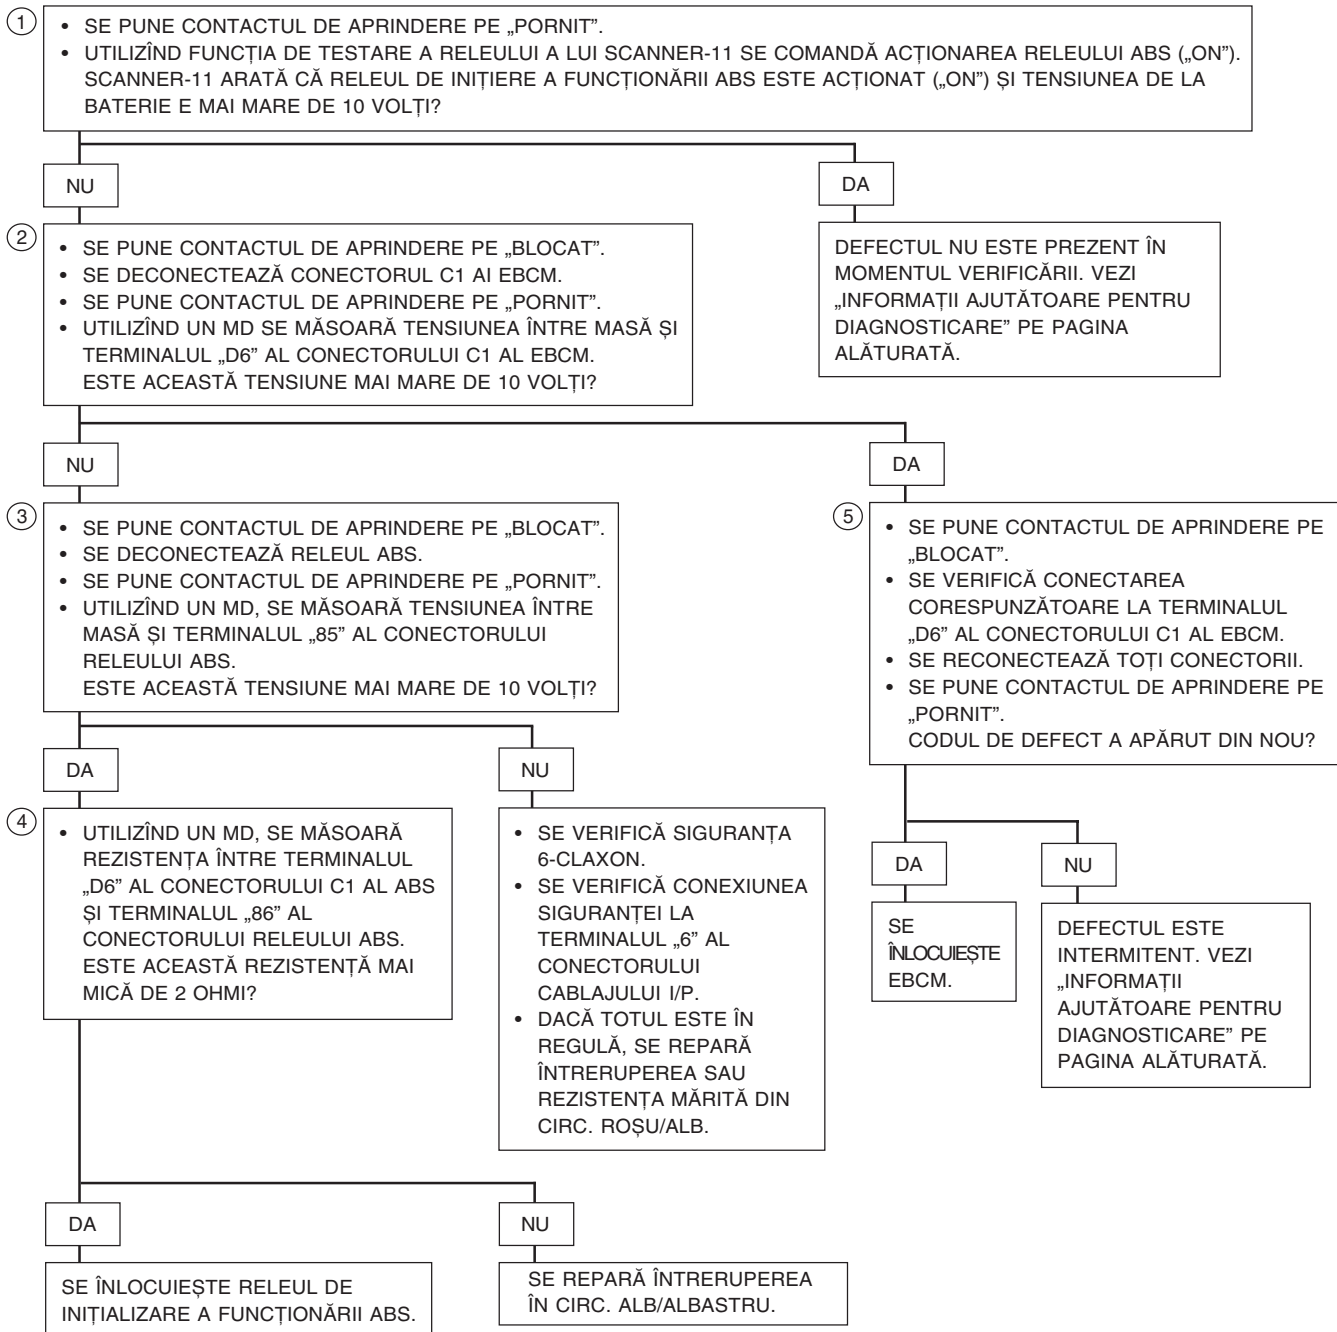 1
• SE PUNE CONTACTUL DE APRINDERE PE „PORNIT”.
• UTILIZÎND FUNCȚIA DE TESTARE A RELEULUI A LUI SCANNER-11 SE COMANDĂ ACȚIONAREA RELEULUI ABS („ON”).
SCANNER-11 ARATĂ CĂ RELEUL DE INIȚIERE A FUNCȚIONĂRII ABS ESTE ACȚIONAT („ON”) ȘI TENSIUNEA DE LA
BATERIE E MAI MARE DE 10 VOLȚI?
NU
DA
2
• SE PUNE CONTACTUL DE APRINDERE PE „BLOCAT”.
• SE DECONECTEAZĂ CONECTORUL C1 AI EBCM.
• SE PUNE CONTACTUL DE APRINDERE PE „PORNIT”.
• UTILIZÎND UN MD SE MĂSOARĂ TENSIUNEA ÎNTRE MASĂ ȘI
TERMINALUL „D6” AL CONECTORULUI C1 AL EBCM.
ESTE ACEASTĂ TENSIUNE MAI MARE DE 10 VOLȚI?
DEFECTUL NU ESTE PREZENT ÎN
MOMENTUL VERIFICĂRII. VEZI
„INFORMAȚII AJUTĂTOARE PENTRU
DIAGNOSTICARE” PE PAGINA
ALĂTURATĂ.
NU
DA
3
• SE PUNE CONTACTUL DE APRINDERE PE „BLOCAT”.
• SE DECONECTEAZĂ RELEUL ABS.
• SE PUNE CONTACTUL DE APRINDERE PE „PORNIT”.
• UTILIZÎND UN MD, SE MĂSOARĂ TENSIUNEA ÎNTRE
MASĂ ȘI TERMINALUL „85” AL CONECTORULUI
RELEULUI ABS.
ESTE ACEASTĂ TENSIUNE MAI MARE DE 10 VOLȚI?
5
• SE PUNE CONTACTUL DE APRINDERE PE
„BLOCAT”.
• SE VERIFICĂ CONECTAREA
CORESPUNZĂTOARE LA TERMINALUL
„D6” AL CONECTORULUI C1 AL EBCM.
• SE RECONECTEAZĂ TOȚI CONECTORII.
• SE PUNE CONTACTUL DE APRINDERE PE
„PORNIT”.
CODUL DE DEFECT A APĂRUT DIN NOU?
DA
NU
4
• UTILIZÎND UN MD, SE MĂSOARĂ
REZISTENȚA ÎNTRE TERMINALUL
„D6” AL CONECTORULUI C1 AL ABS
ȘI TERMINALUL „86” AL
CONECTORULUI RELEULUI ABS.
ESTE ACEASTĂ REZISTENȚĂ MAI
MICĂ DE 2 OHMI?
• SE VERIFICĂ SIGURANȚA
6-CLAXON.
• SE VERIFICĂ CONEXIUNEA
SIGURANȚEI LA
TERMINALUL „6” AL
CONECTORULUI
CABLAJULUI I/P.
• DACĂ TOTUL ESTE ÎN
REGULĂ, SE REPARĂ
ÎNTRERUPEREA SAU
REZISTENȚA MĂRITĂ DIN
CIRC. ROȘU/ALB.
DA
NU
SE
ÎNLOCUIEȘTE
EBCM.
DEFECTUL ESTE
INTERMITENT. VEZI
„INFORMAȚII
AJUTĂTOARE PENTRU
DIAGNOSTICARE” PE
PAGINA ALĂTURATĂ.
DA
NU
SE ÎNLOCUIEȘTE RELEUL DE
INIȚIALIZARE A FUNCȚIONĂRII ABS.
SE REPARĂ ÎNTRERUPEREA
ÎN CIRC. ALB/ALBASTRU.